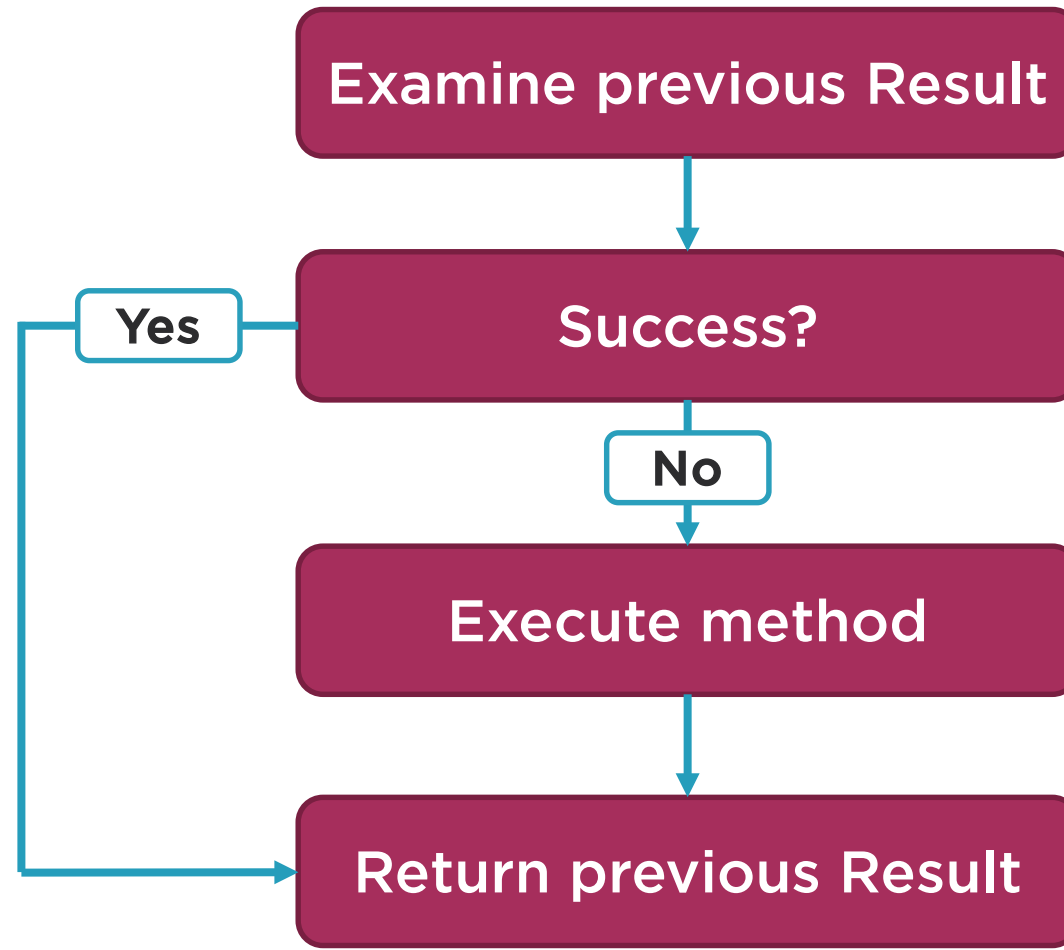 Examine previous Result
Success?
Yes
No
Execute method
Return previous Result